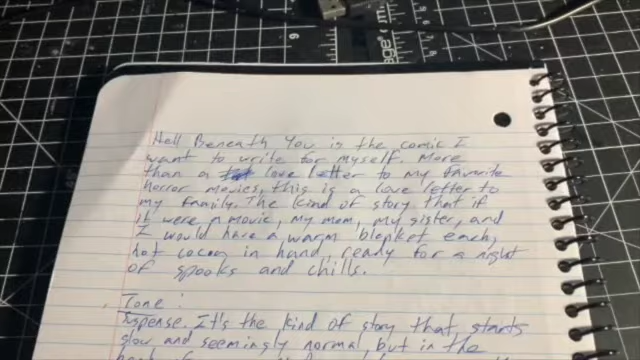 Hell Beneath You is the comic I
want to write for myself. More
than a love letter to my favorite
horror movies, this is a love letter to
my family. The kind of story that if
it were a movie, my mom, my sister, and
I would have a warm blanket each,
hot cocoa in hand, ready for a night
of spooks and chills.
Tone:
Suspense. It's the kind of story that starts
slow and seemingly normal, but in the